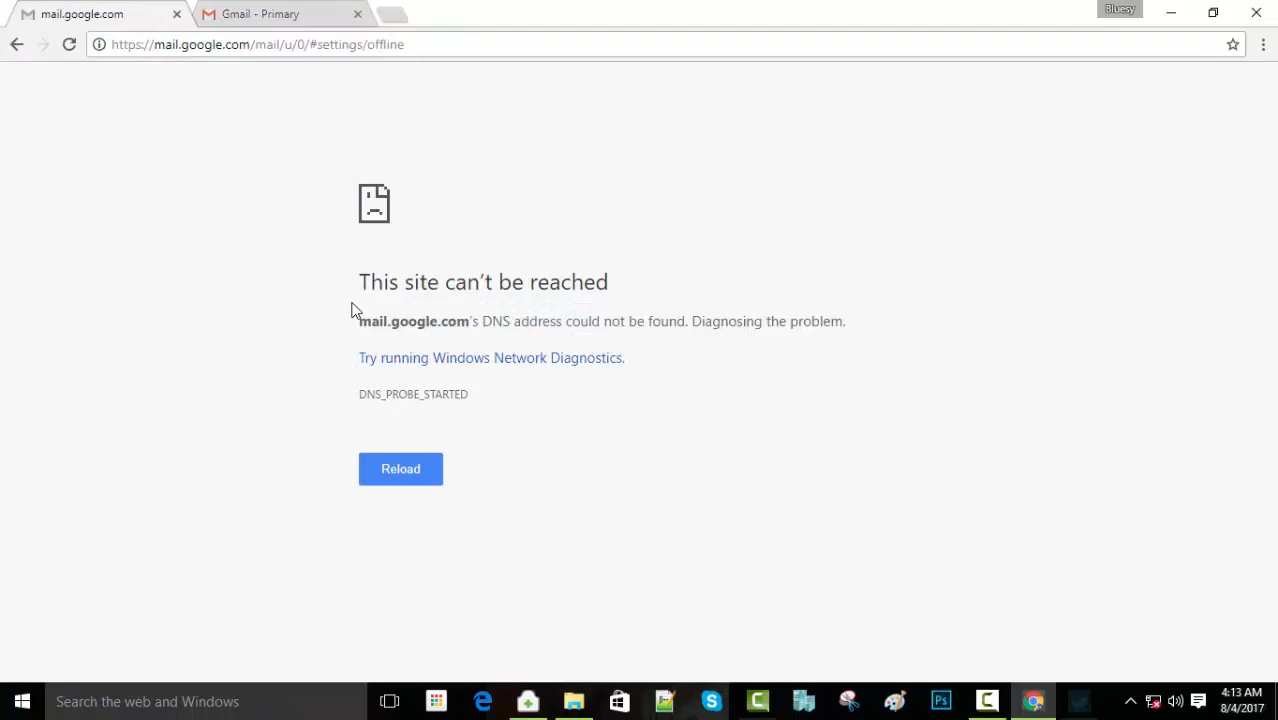 mail.google.com
Gmail - Primary
Bluesy
https://mail.google.com/mail/u/0/#settings/offline
This site can't be reached
mail.google.com's DNS address could not be found. Diagnosing the problem.
Try running Windows Network Diagnostics.
DNS_PROBE_STARTED
Reload
Search the web and Windows
Ps
4:13 AM
8/4/2017